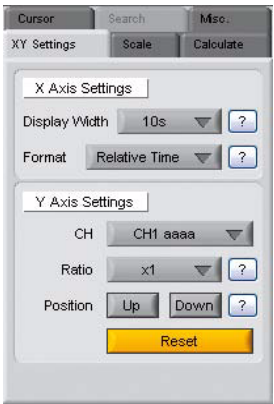 Cursor Search Misc.
XY Settings Scale Calculate
X Axis Settings
Display Width 10s ?
Format Relative Time ?
Y Axis Settings
CH CH1 aaaa
Ratio x1 ?
Position Up Down ?
Reset